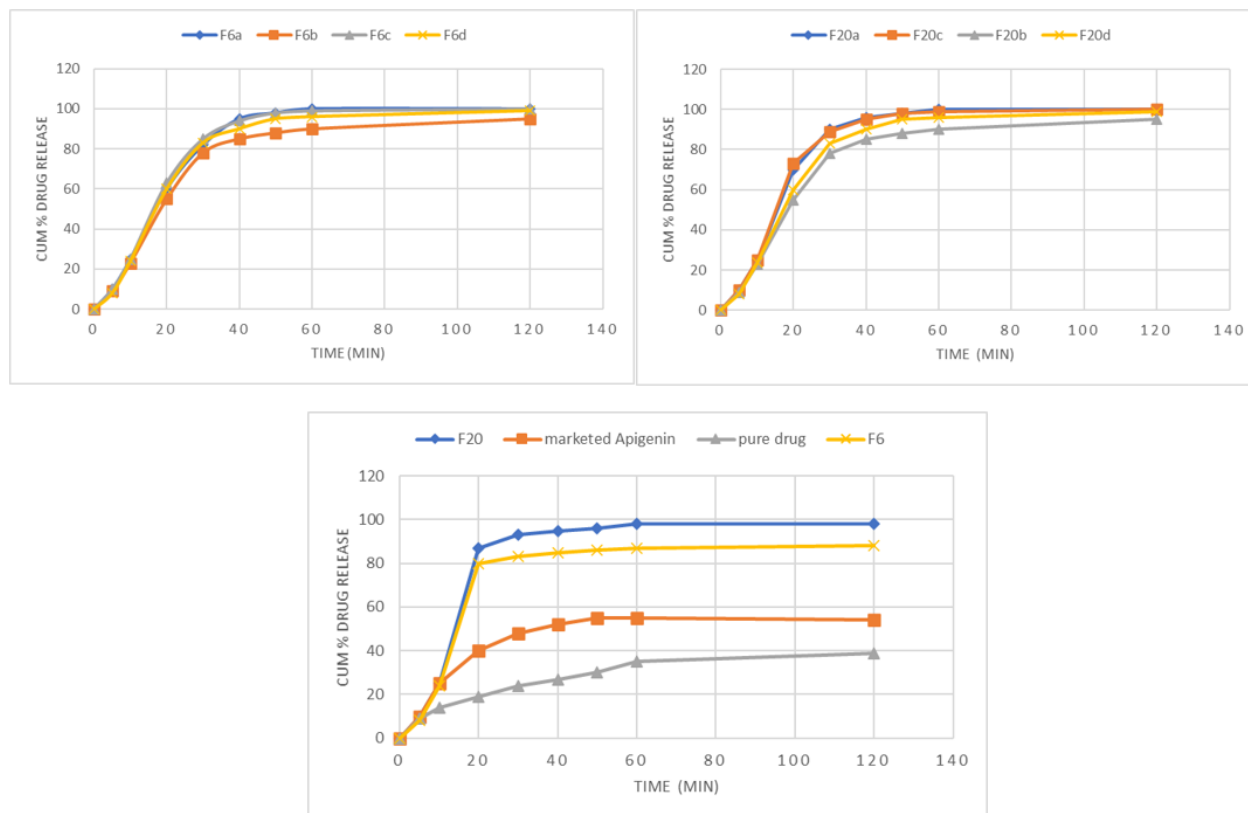 F6a F6b F6c F6d
120
100
80
60
40
20
0
0 20 40 60 80 100 120 140
CUM % DRUG RELEASE
TIME (MIN)
F20a F20c F20b F20d
120
100
80
60
40
20
0
0 20 40 60 80 100 120 140
CUM % DRUG RELEASE
TIME (MIN)
F20 marketed Apigenin pure drug F6
120
100
80
60
40
20
0
0 20 40 60 80 100 120 140
CUM % DRUG RELEASE
TIME (MIN)